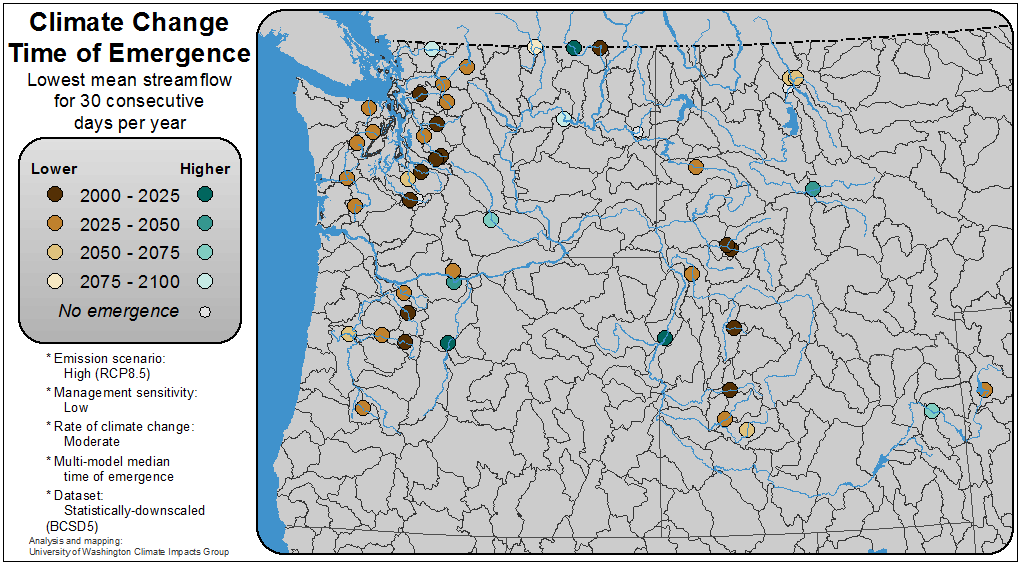 Climate Change
Time of Emergence
Lowest mean streamflow
for 30 consecutive
days per year
Lower Higher
2000 - 2025
2025 - 2050
2050 - 2075
2075 - 2100
No emergence
* Emission scenario:
High (RCP8.5)
* Management sensitivity:
Low
* Rate of climate change:
Moderate
* Multi-model median
time of emergence
* Dataset:
Statistically-downscaled
(BCSD5)
Analysis and mapping:
University of Washington Climate Impacts Group